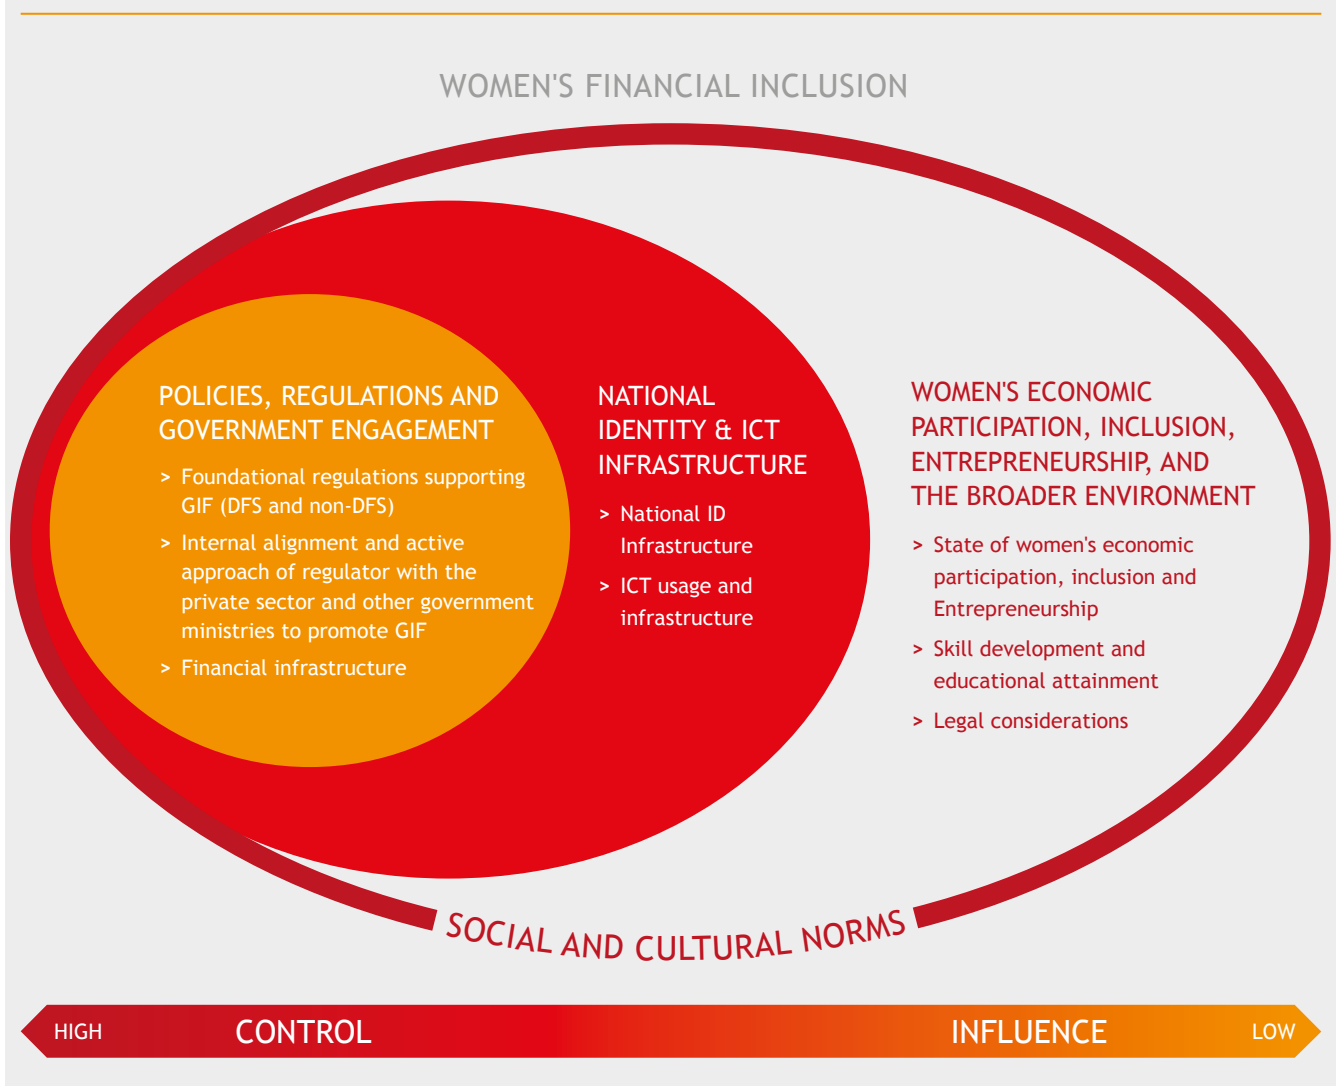 WOMEN'S FINANCIAL INCLUSION
POLICIES, REGULATIONS AND
GOVERNMENT ENGAGEMENT
> Foundational regulations supporting
GIF (DFS and non-DFS)
> Internal alignment and active
approach of regulator with the
private sector and other government
ministries to promote GIF
> Financial infrastructure
NATIONAL
IDENTITY & ICT
INFRASTRUCTURE
> National ID
Infrastructure
> ICT usage and
infrastructure
WOMEN'S ECONOMIC
PARTICIPATION, INCLUSION,
ENTREPRENEURSHIP, AND
THE BROADER ENVIRONMENT
> State of women's economic
participation, inclusion and
Entrepreneurship
> Skill development and
educational attainment
> Legal considerations
SOCIAL AND CULTURAL NORMS
HIGH CONTROL INFLUENCE LOW